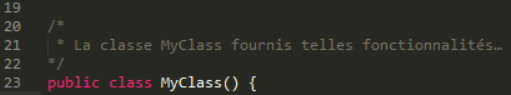 19
20 /*
21 * La classe MyClass fournis telles fonctionnalités…
22 */
23 public class MyClass() {